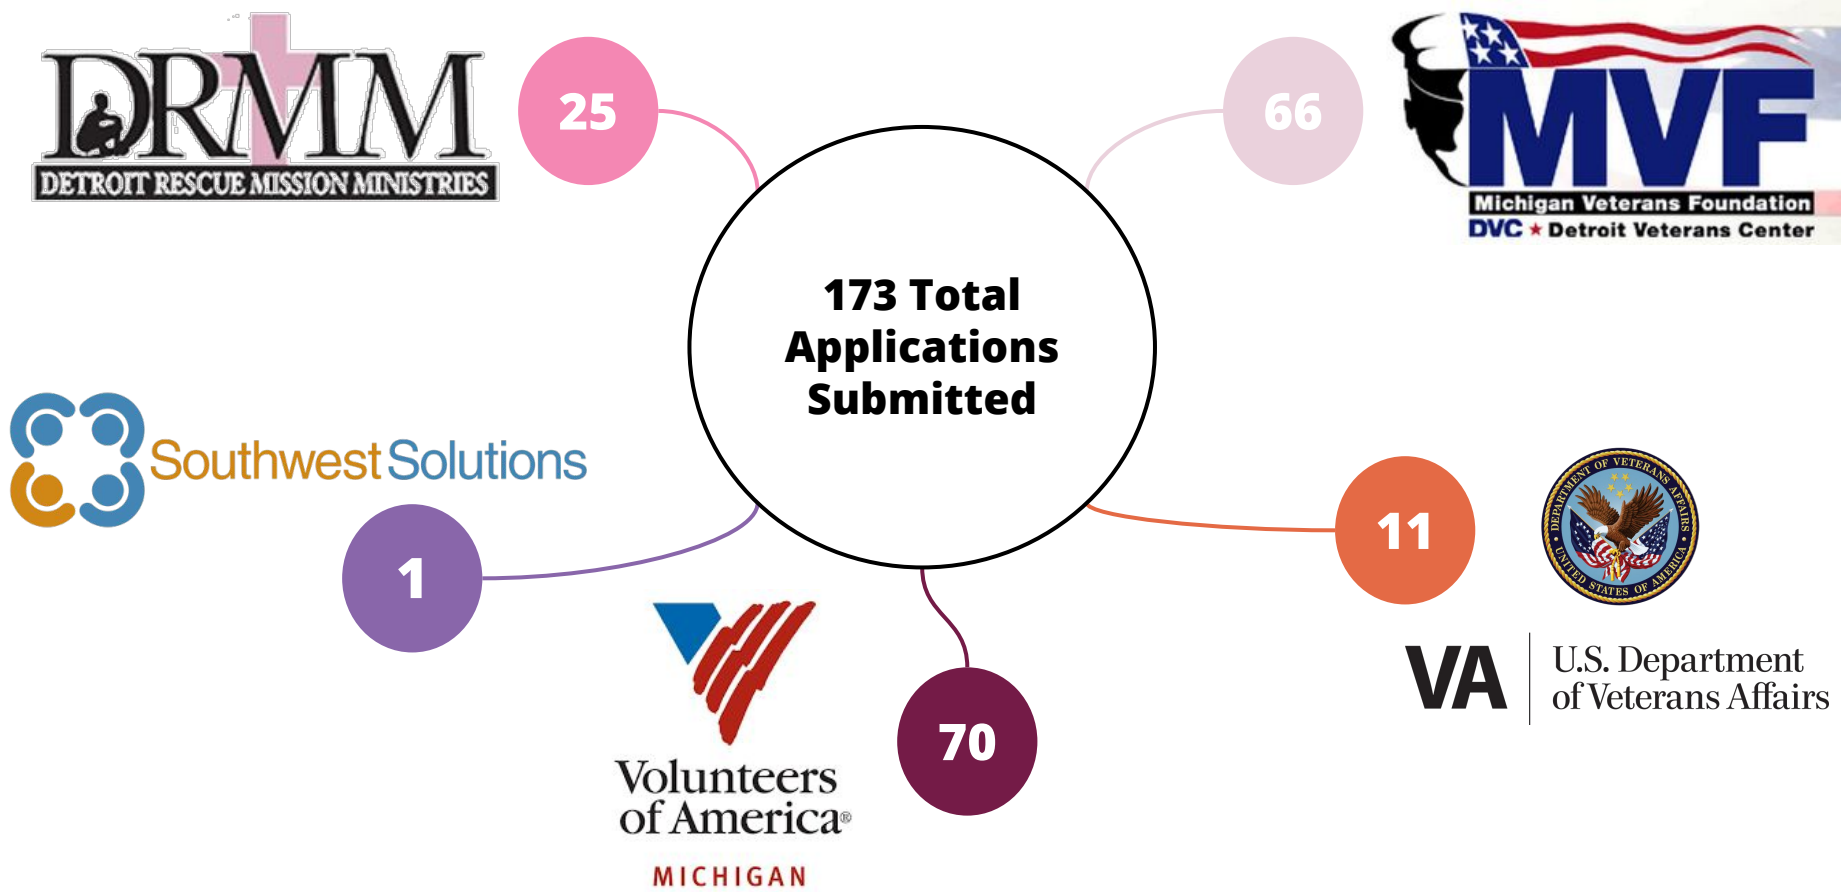 DRMM
DETROIT RESCUE MISSION MINISTRIES
25
66
MVF
Michigan Veterans Foundation
DVC ★ Detroit Veterans Center
173 Total
Applications
Submitted
Southwest Solutions
1
11
DEPARTMENT OF VETERANS AFFAIRS
UNITED STATES OF AMERICA
VA
U.S. Department
of Veterans Affairs
70
Volunteers
of America®
MICHIGAN